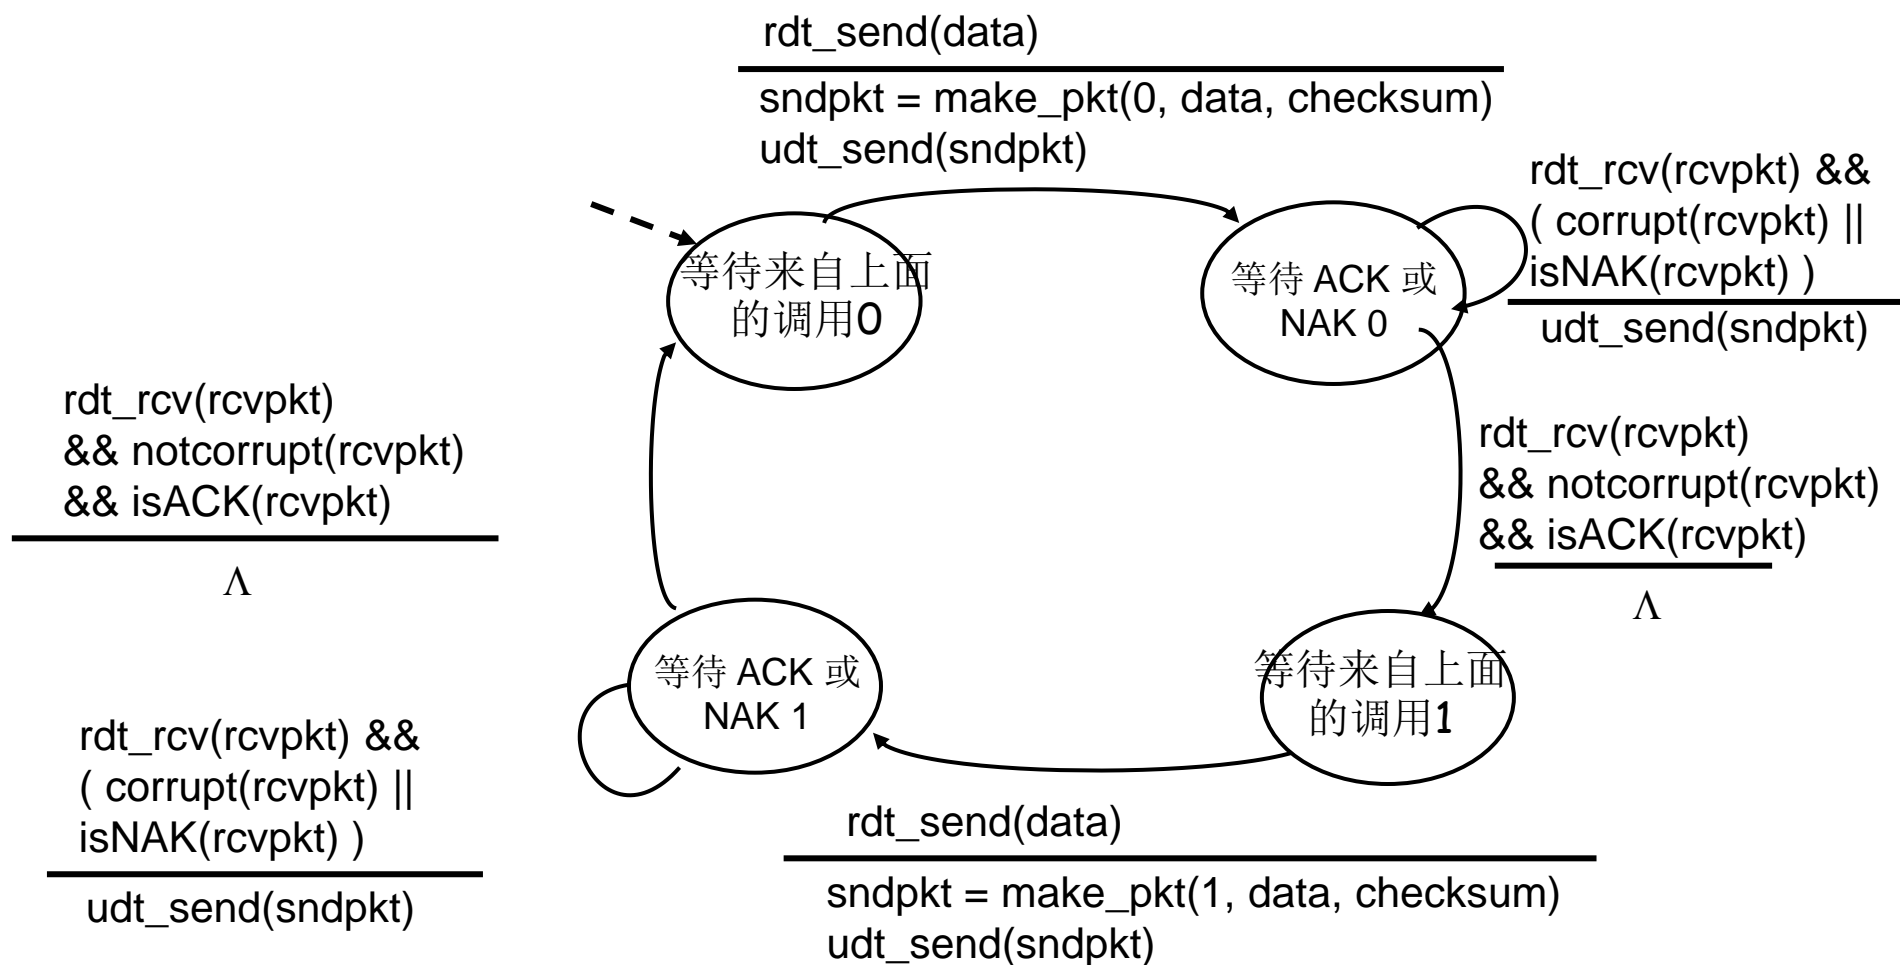 rdt_send(data)
sndpkt = make_pkt(0, data, checksum)
udt_send(sndpkt)
rdt_rcv(rcvpkt) &&
( corrupt(rcvpkt) ||
isNAK(rcvpkt) )
udt_send(sndpkt)
等待来自上面
的调用0
等待 ACK 或
NAK 0
rdt_rcv(rcvpkt)
&& notcorrupt(rcvpkt)
&& isACK(rcvpkt)
Λ
rdt_rcv(rcvpkt)
&& notcorrupt(rcvpkt)
&& isACK(rcvpkt)
Λ
等待 ACK 或
NAK 1
等待来自上面
的调用1
rdt_rcv(rcvpkt) &&
( corrupt(rcvpkt) ||
isNAK(rcvpkt) )
udt_send(sndpkt)
rdt_send(data)
sndpkt = make_pkt(1, data, checksum)
udt_send(sndpkt)